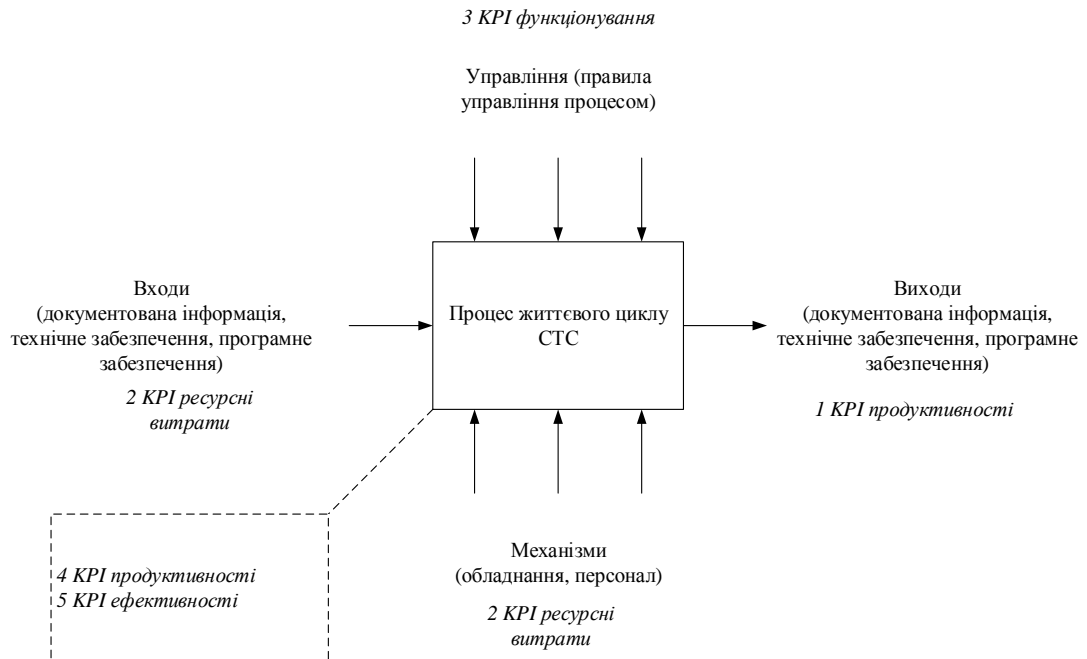 3 KPI функціонування
Управління (правила
управління процесом)
Входи
(документована інформація,
технічне забезпечення, програмне
забезпечення)
2 KPI ресурсні
витрати
Процес життєвого циклу
СТС
Виходи
(документована інформація,
технічне забезпечення, програмне
забезпечення)
1 KPI продуктивності
4 KPI продуктивності
5 KPI ефективності
Механізми
(обладнання, персонал)
2 KPI ресурсні
витрати